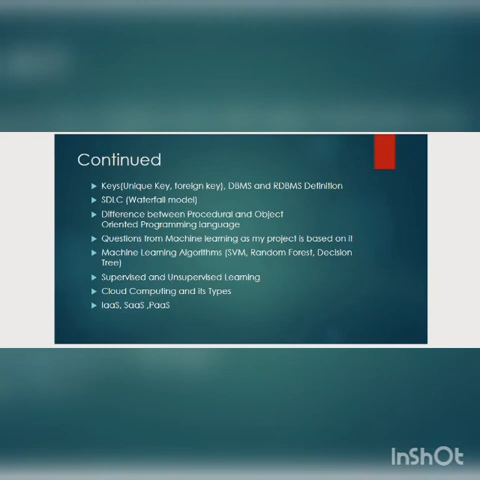 Continued
Keys(Unique Key, foreign key), DBMS and RDBMS Definition
SDLC (Waterfall model)
Difference between Procedural and Object
Oriented Programming language
Questions from Machine learning as my project is based on it
Machine Learning Algorithms (SVM, Random Forest, Decision
Tree)
Supervised and Unsupervised Learning
Cloud Computing and its Types
IaaS, SaaS ,PaaS
InShOt